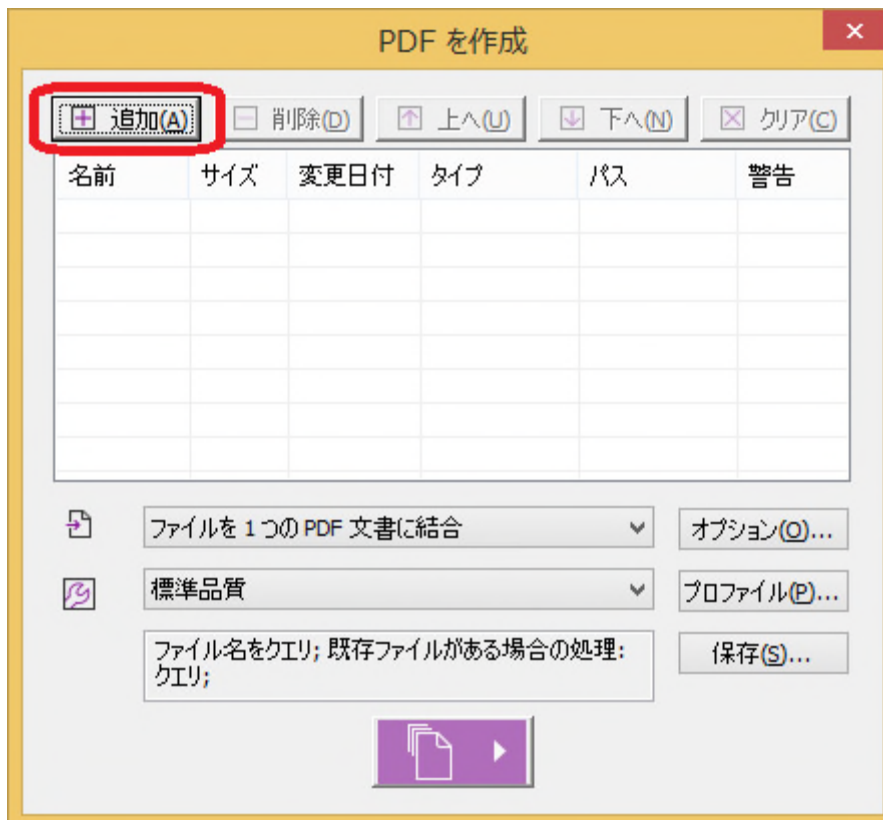 PDF を作成
追加(A) 削除(D) 上へ(U) 下へ(N) クリア(C)
名前 サイズ 変更日付 タイプ パス 警告
ファイルを 1 つの PDF 文書に結合 オプション(O)...
標準品質 プロファイル(P)...
ファイル名をクエリ; 既存ファイルがある場合の処理:
クエリ;
保存(S)...